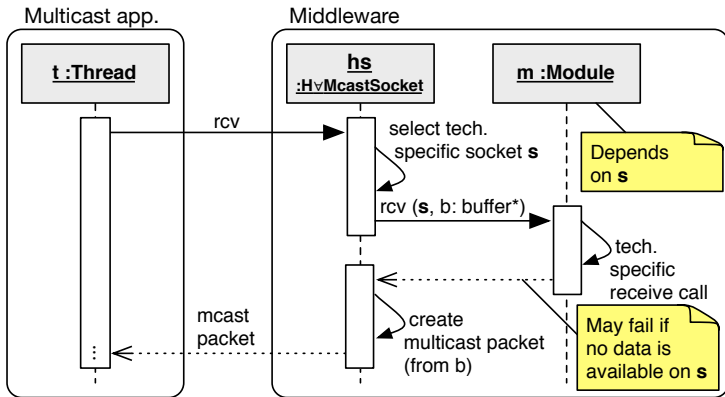 Multicast app.
Middleware
t :Thread
hs
:H∀McastSocket
m :Module
rcv
select tech.
specific socket s
Depends
on s
rcv (s, b: buffer*)
tech.
specific
receive call
mcast
packet
create
multicast packet
(from b)
May fail if
no data is
available on s
...